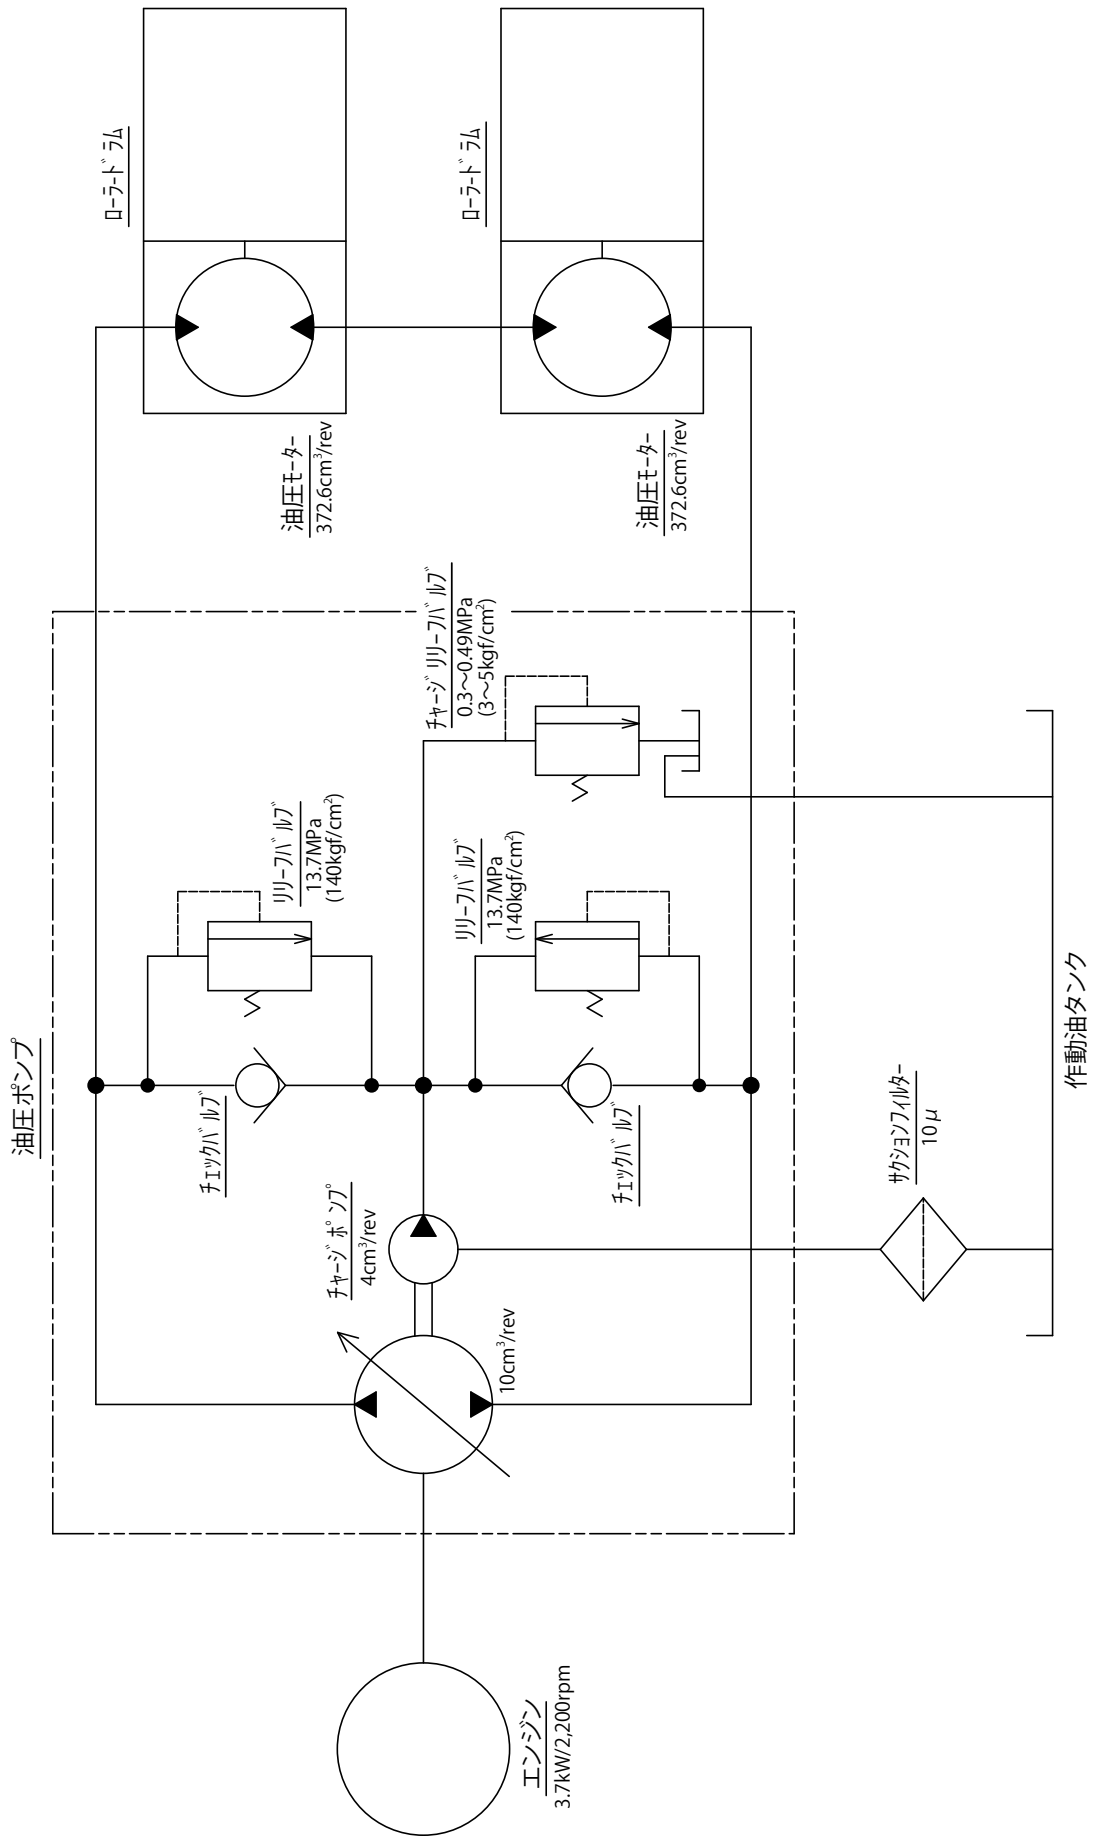 油圧ポンプ
ﾛｰﾗｰﾄﾞﾗﾑ
油圧ﾓｰﾀｰ
372.6cm³/rev
ﾛｰﾗｰﾄﾞﾗﾑ
油圧ﾓｰﾀｰ
372.6cm³/rev
ﾁｬｰｼﾞﾘﾘｰﾌﾊﾞﾙﾌﾞ
0.3～0.49MPa
(3～5kgf/cm²)
ﾘﾘｰﾌﾊﾞﾙﾌﾞ
13.7MPa
(140kgf/cm²)
ﾘﾘｰﾌﾊﾞﾙﾌﾞ
13.7MPa
(140kgf/cm²)
ﾁｪｯｸﾊﾞﾙﾌﾞ
ﾁｪｯｸﾊﾞﾙﾌﾞ
ﾁｬｰｼﾞﾎﾟﾝﾌﾟ
4cm³/rev
10cm³/rev
ｻｸｼｮﾝﾌｨﾙﾀｰ
10μ
作動油タンク
エンジン
3.7kW/2,200rpm